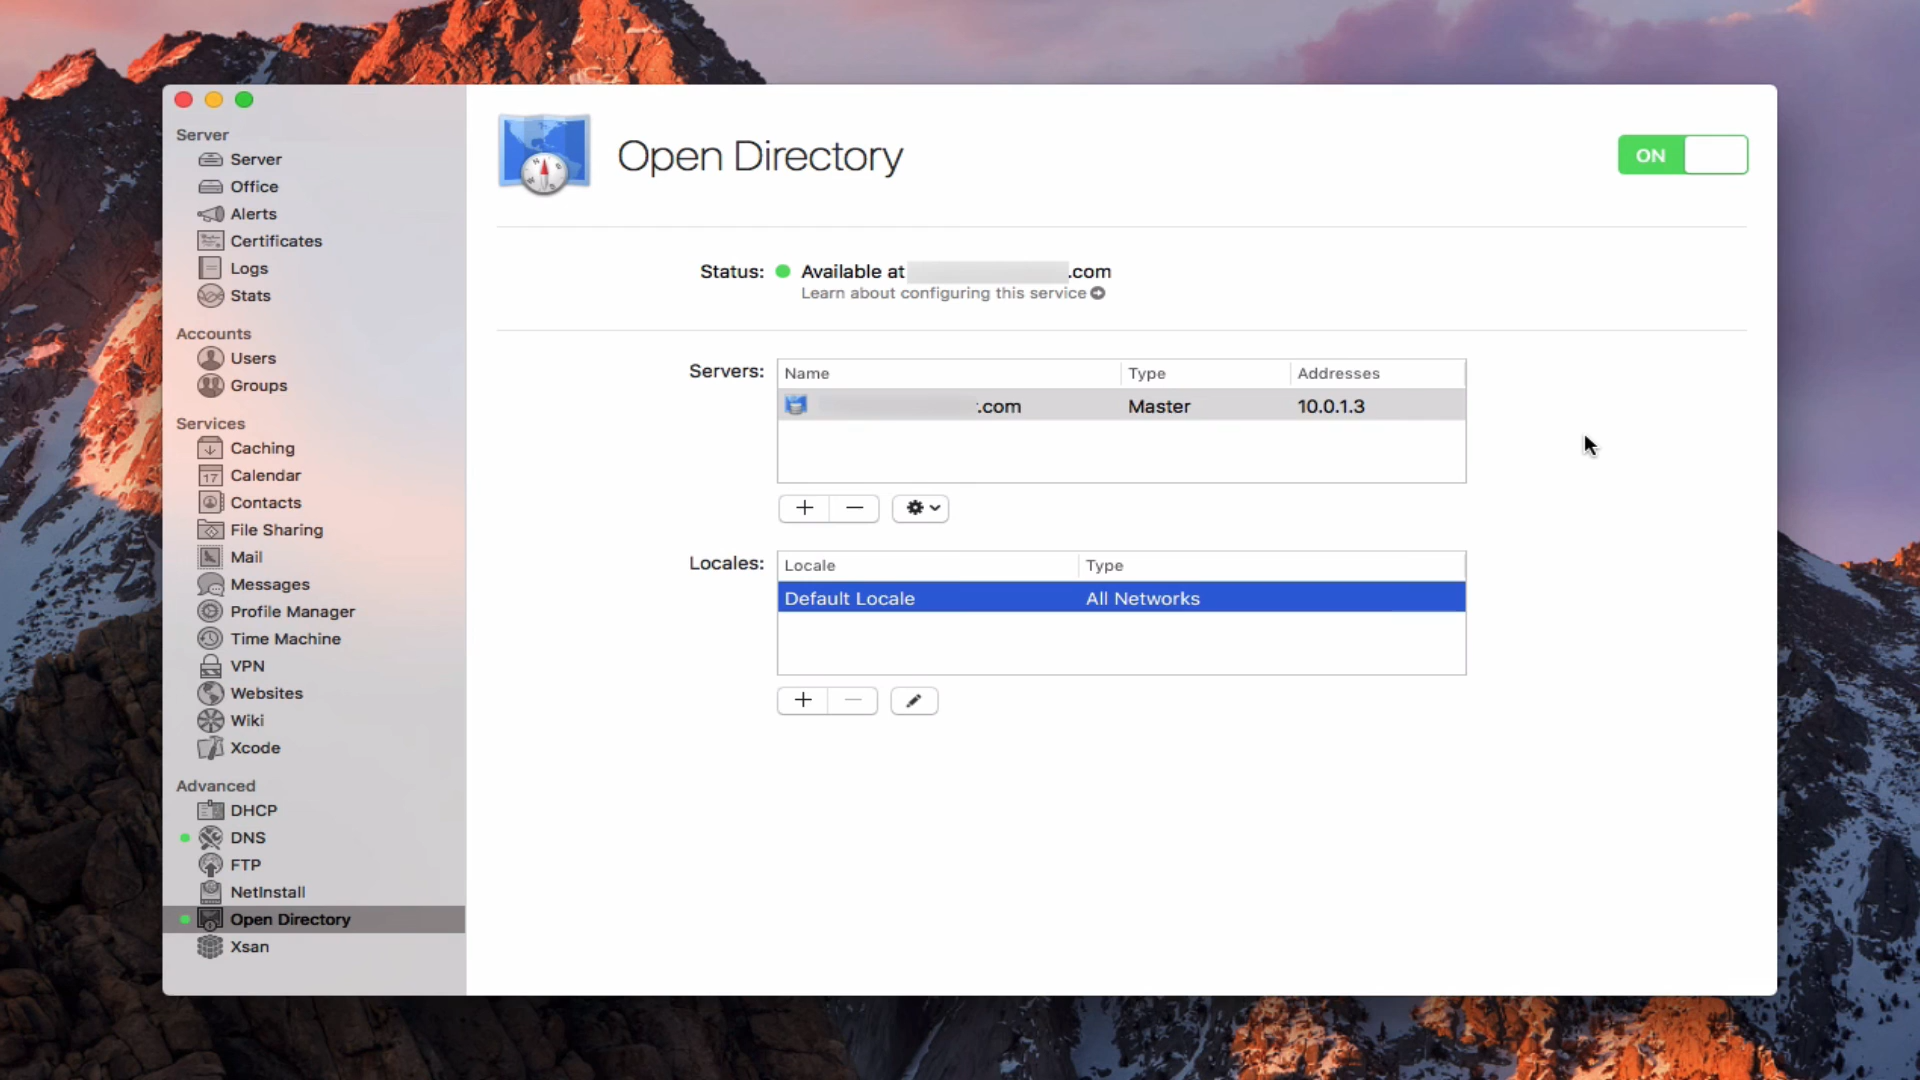 Server
Server
Office
Alerts
Certificates
Logs
Stats
Accounts
Users
Groups
Services
Caching
Calendar
Contacts
File Sharing
Mail
Messages
Profile Manager
Time Machine
VPN
Websites
Wiki
Xcode
Advanced
DHCP
DNS
FTP
NetInstall
Open Directory
Xsan
Open Directory
ON
Status: Available at .com
Learn about configuring this service
Servers: Name Type Addresses
.com Master 10.0.1.3
Locales: Locale Type
Default Locale All Networks